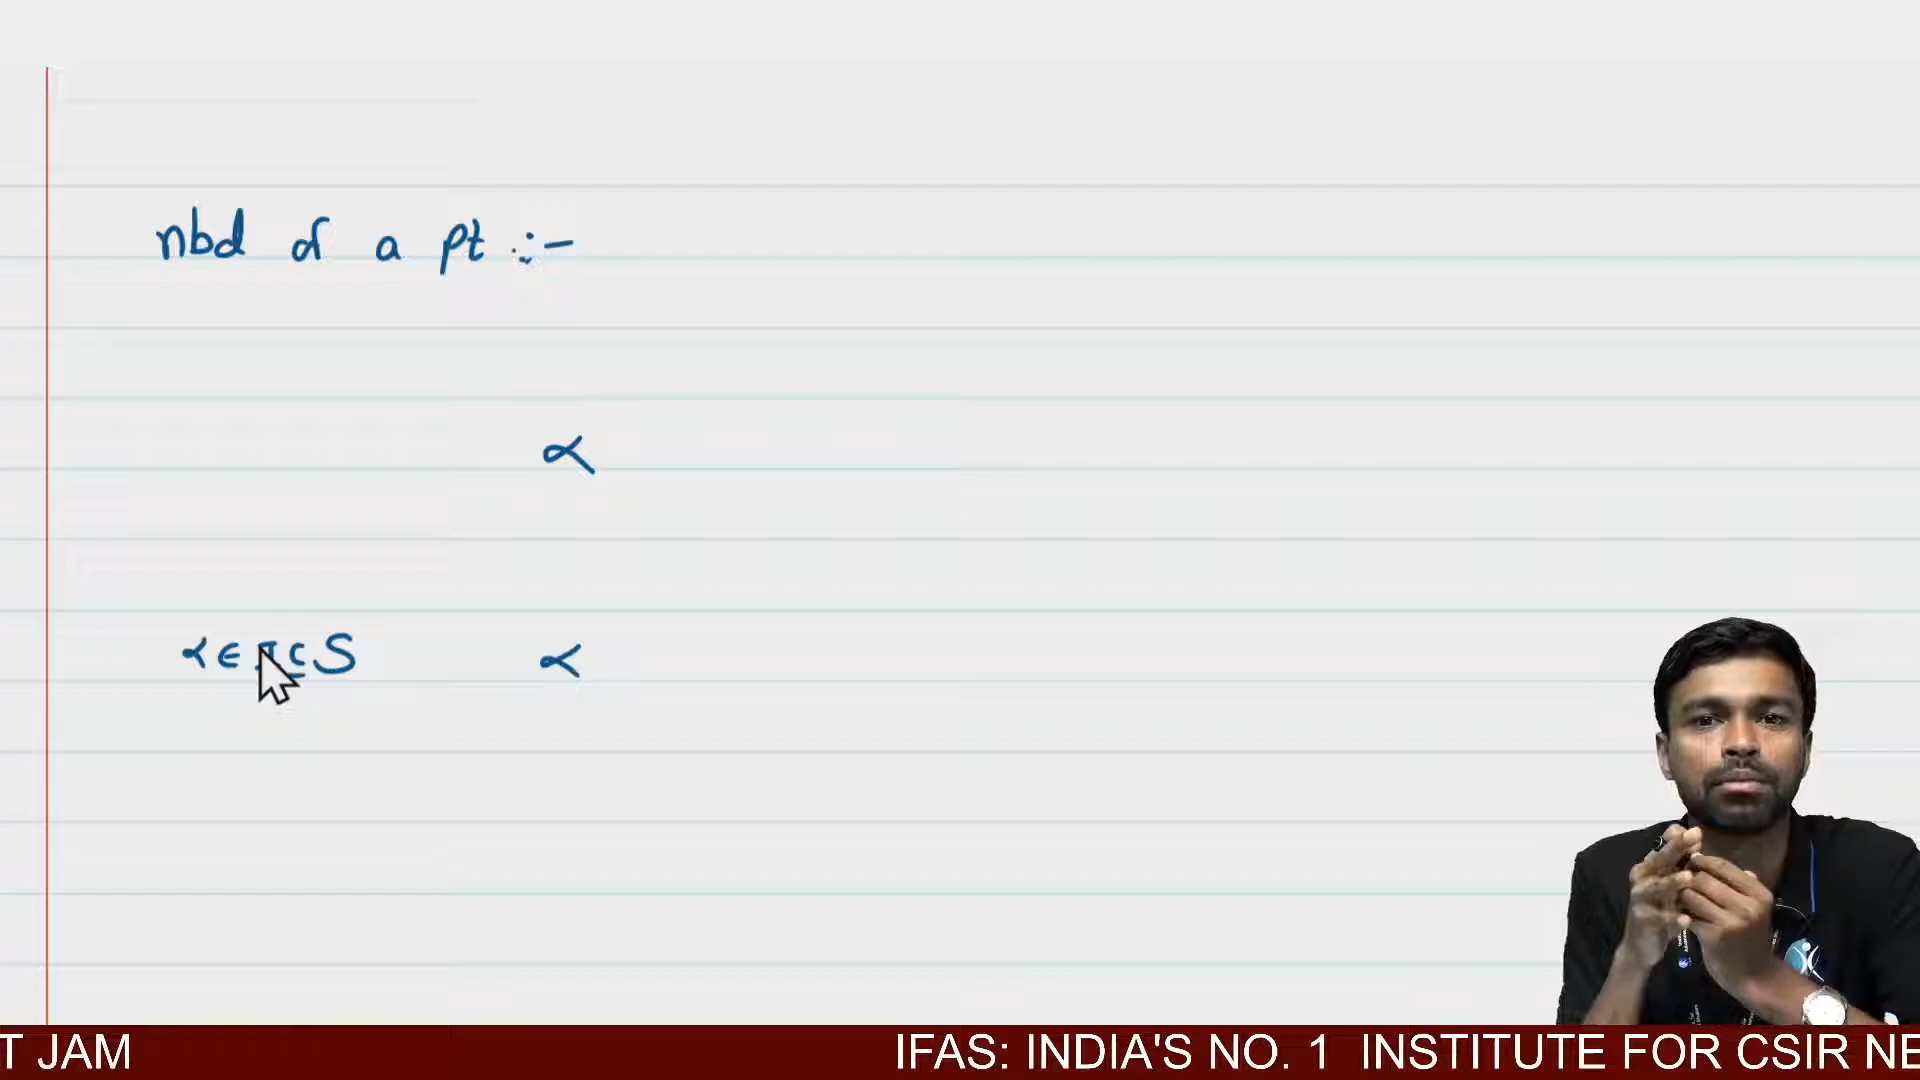 nbd of a pt :-
α
α ∈ I ⊆ S α
T JAM IFAS: INDIA'S NO. 1 INSTITUTE FOR CSIR NE